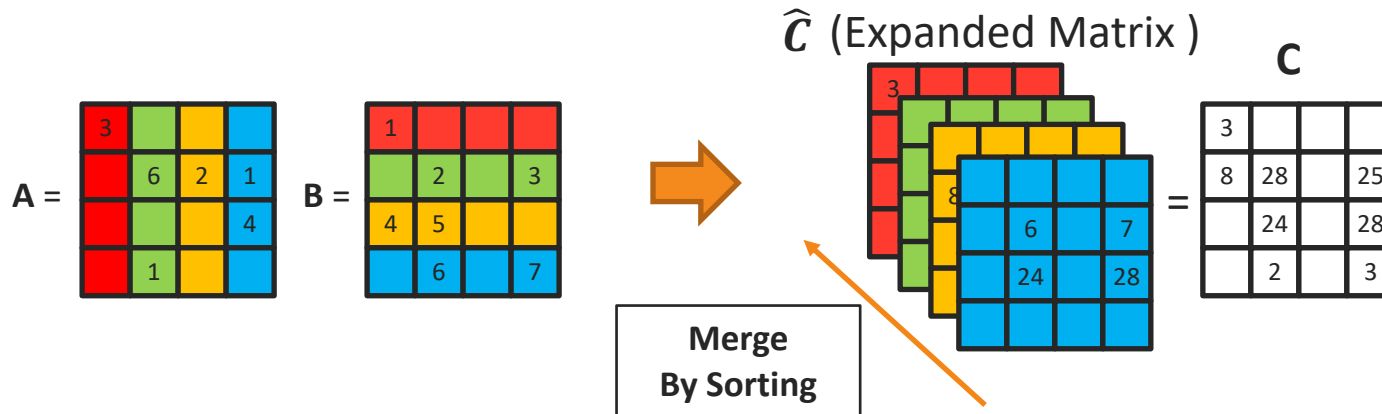 Ĉ (Expanded Matrix )
C
A =
3
6 2 1
4
1
B =
1
2 3
4 5
6 7
3
8
6 7
24 28
=
3
8 28 25
24 28
2 3
Merge
By Sorting